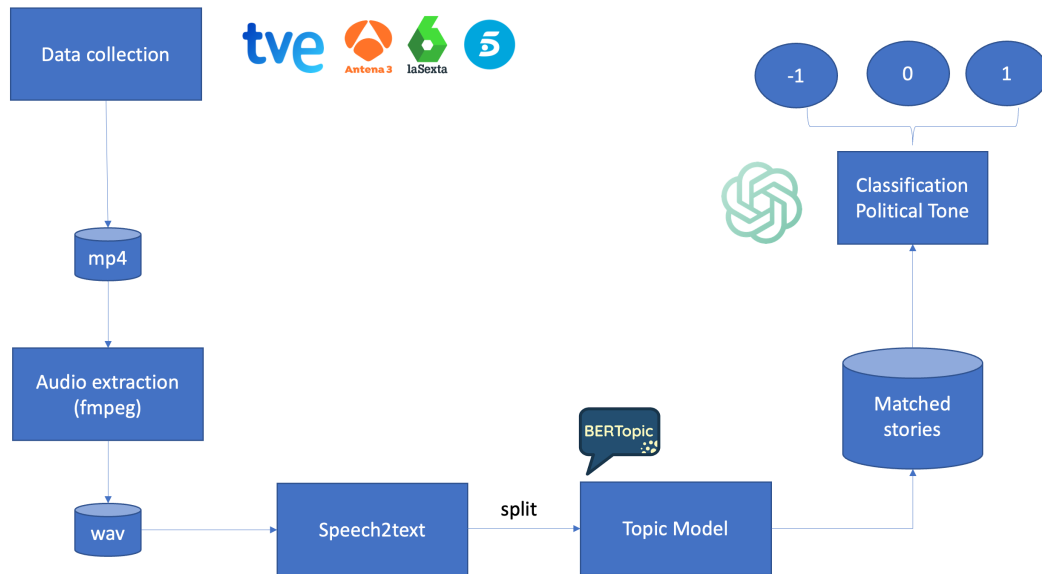 Data collection
tve
Antena 3
laSexta
5
-1
0
1
Classification
Political Tone
mp4
Audio extraction
(fmpeg)
Matched
stories
BERTopic
wav
Speech2text
split
Topic Model